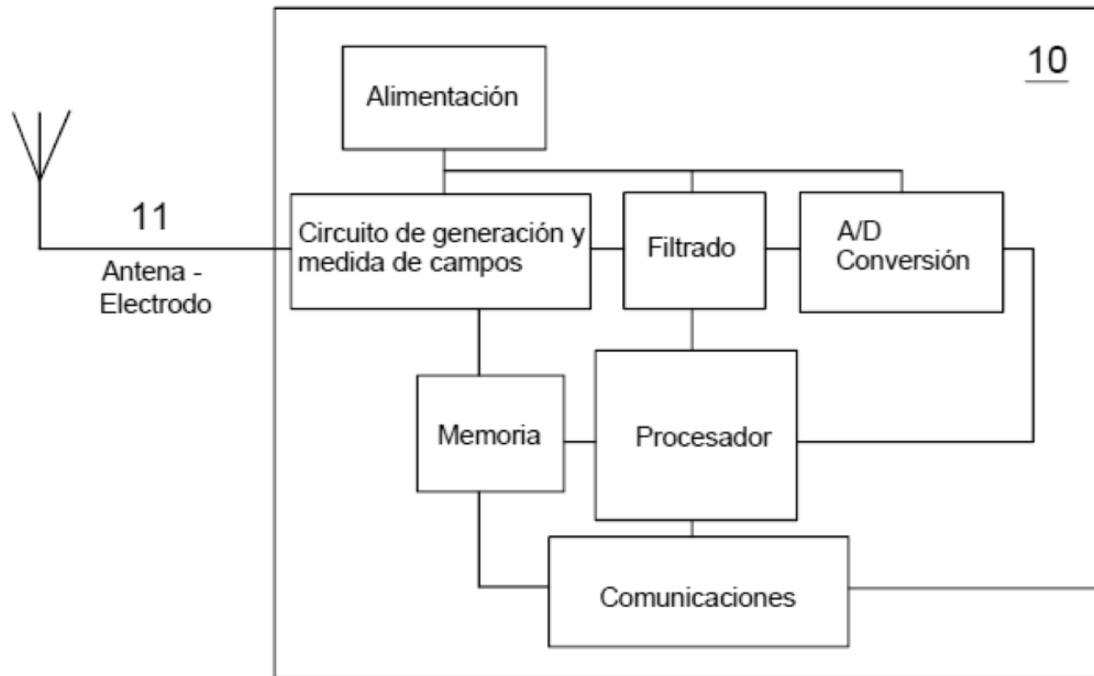 10
Alimentación
11
Antena -
Electrodo
Circuito de generación y
medida de campos
Filtrado
A/D
Conversión
Memoria
Procesador
Comunicaciones